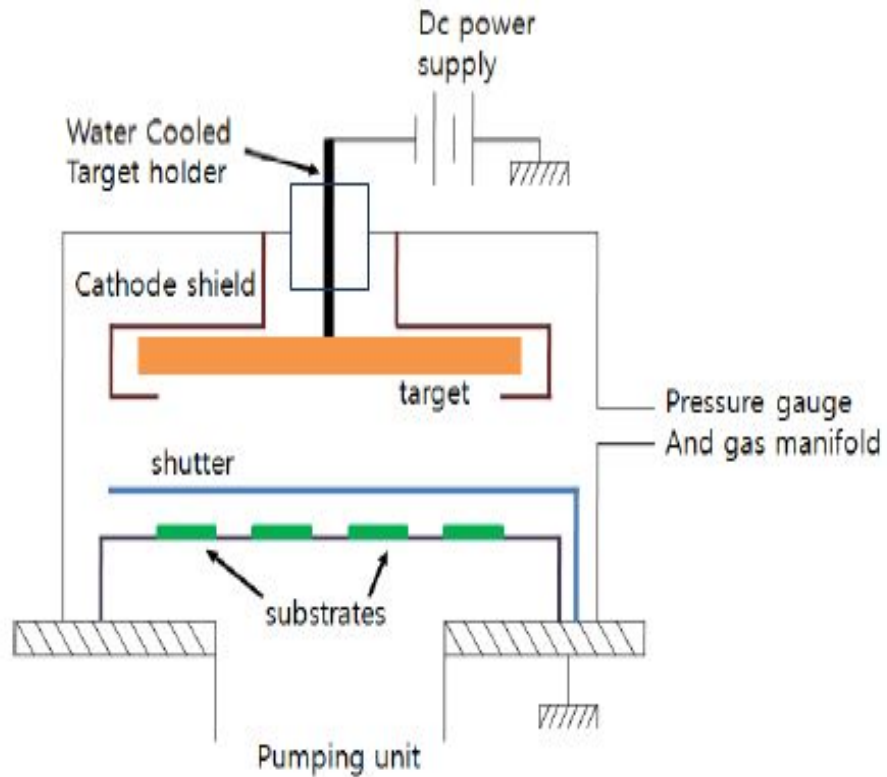 Dc power
supply
Water Cooled
Target holder
Cathode shield
target
Pressure gauge
And gas manifold
shutter
substrates
Pumping unit